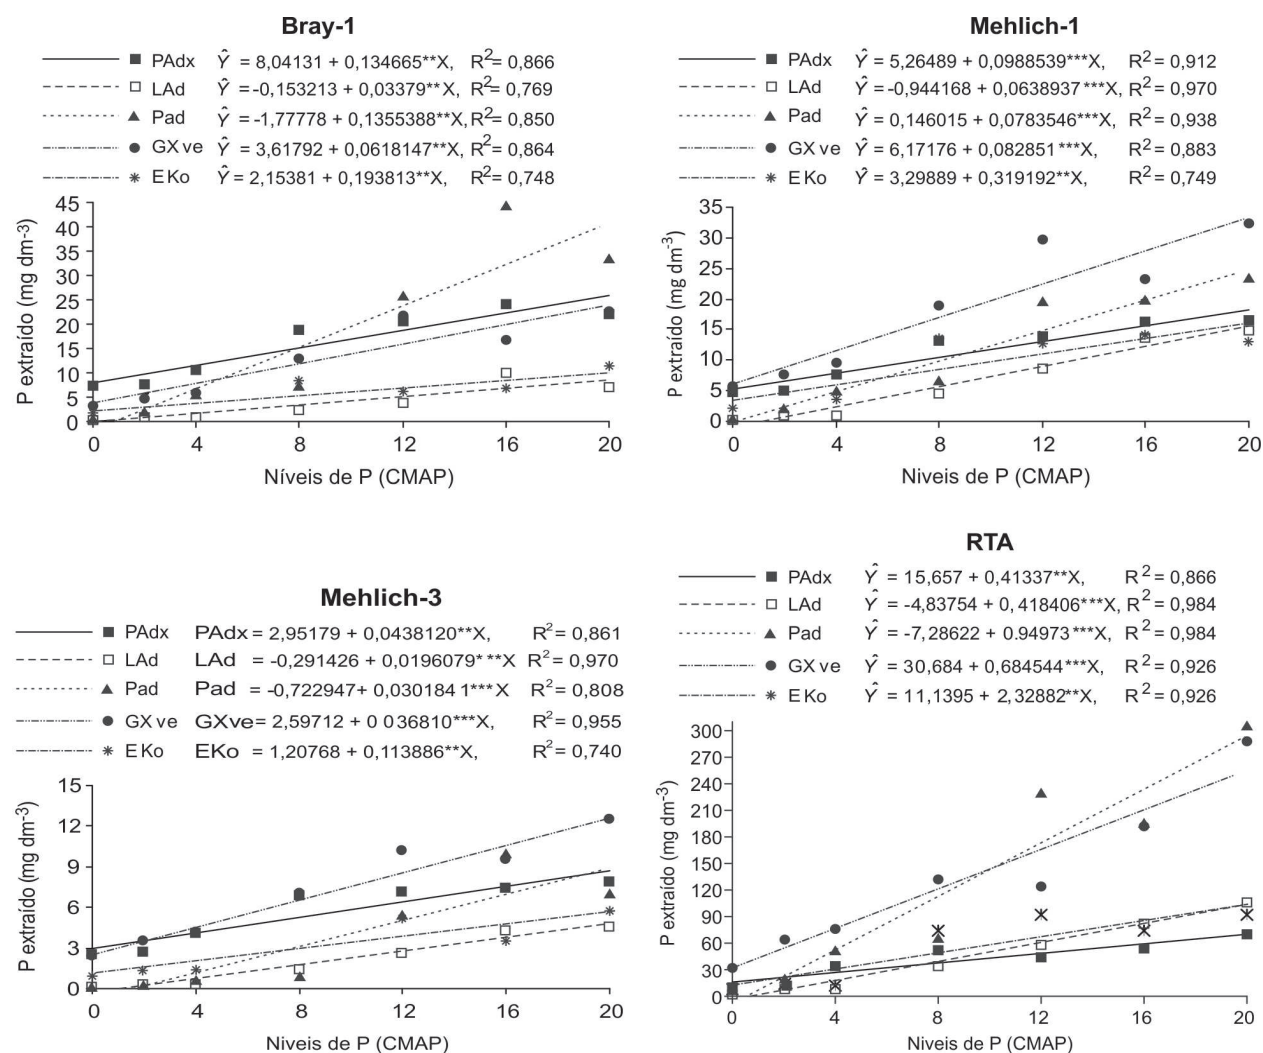 Bray-1
PAdx Ŷ = 8,04131 + 0,134665**X, R²= 0,866
LAd Ŷ = -0,153213 + 0,03379**X, R²= 0,769
Pad Ŷ = -1,77778 + 0,1355388**X, R²= 0,850
GX ve Ŷ = 3,61792 + 0,0618147**X, R²= 0,864
EKo Ŷ = 2,15381 + 0,193813**X, R²= 0,748
P extraído (mg dm-3)
45
40
35
30
25
20
15
10
5
0
0 4 8 12 16 20
Níveis de P (CMAP)
Mehlich-1
PAdx Ŷ = 5,26489 + 0,0988539***X, R²= 0,912
LAd Ŷ = -0,944168 + 0,0638937***X, R²= 0,970
Pad Ŷ = 0,146015 + 0,0783546***X, R²= 0,938
GX ve Ŷ = 6,17176 + 0,082851***X, R²= 0,883
EKo Ŷ = 3,29889 + 0,319192**X, R²= 0,749
P extraído (mg dm-3)
35
30
25
20
15
10
5
0
0 4 8 12 16 20
Níveis de P (CMAP)
Mehlich-3
PAdx PAdx = 2,95179 + 0,0438120**X, R²= 0,861
LAd LAd = -0,291426 + 0,0196079***X R²= 0,970
Pad Pad = -0,722947+ 0,0301841***X R²= 0,808
GX ve GXve = 2,59712 + 0 036810***X, R²= 0,955
EKo EKo = 1,20768 + 0,113886**X, R²= 0,740
P extraído (mg dm-3)
15
12
9
6
3
0
0 4 8 12 16 20
Níveis de P (CMAP)
RTA
PAdx Ŷ = 15,657 + 0,41337**X, R² = 0,866
LAd Ŷ = -4,83754 + 0,418406***X, R² = 0,984
Pad Ŷ = -7,28622 + 0.94973***X, R² = 0,984
GX ve Ŷ = 30,684 + 0,684544***X, R² = 0,926
EKo Ŷ = 11,1395 + 2,32882**X, R² = 0,926
P extraído (mg dm-3)
300
270
240
210
180
150
120
90
60
30
0
0 4 8 12 16 20
Níveis de P (CMAP)